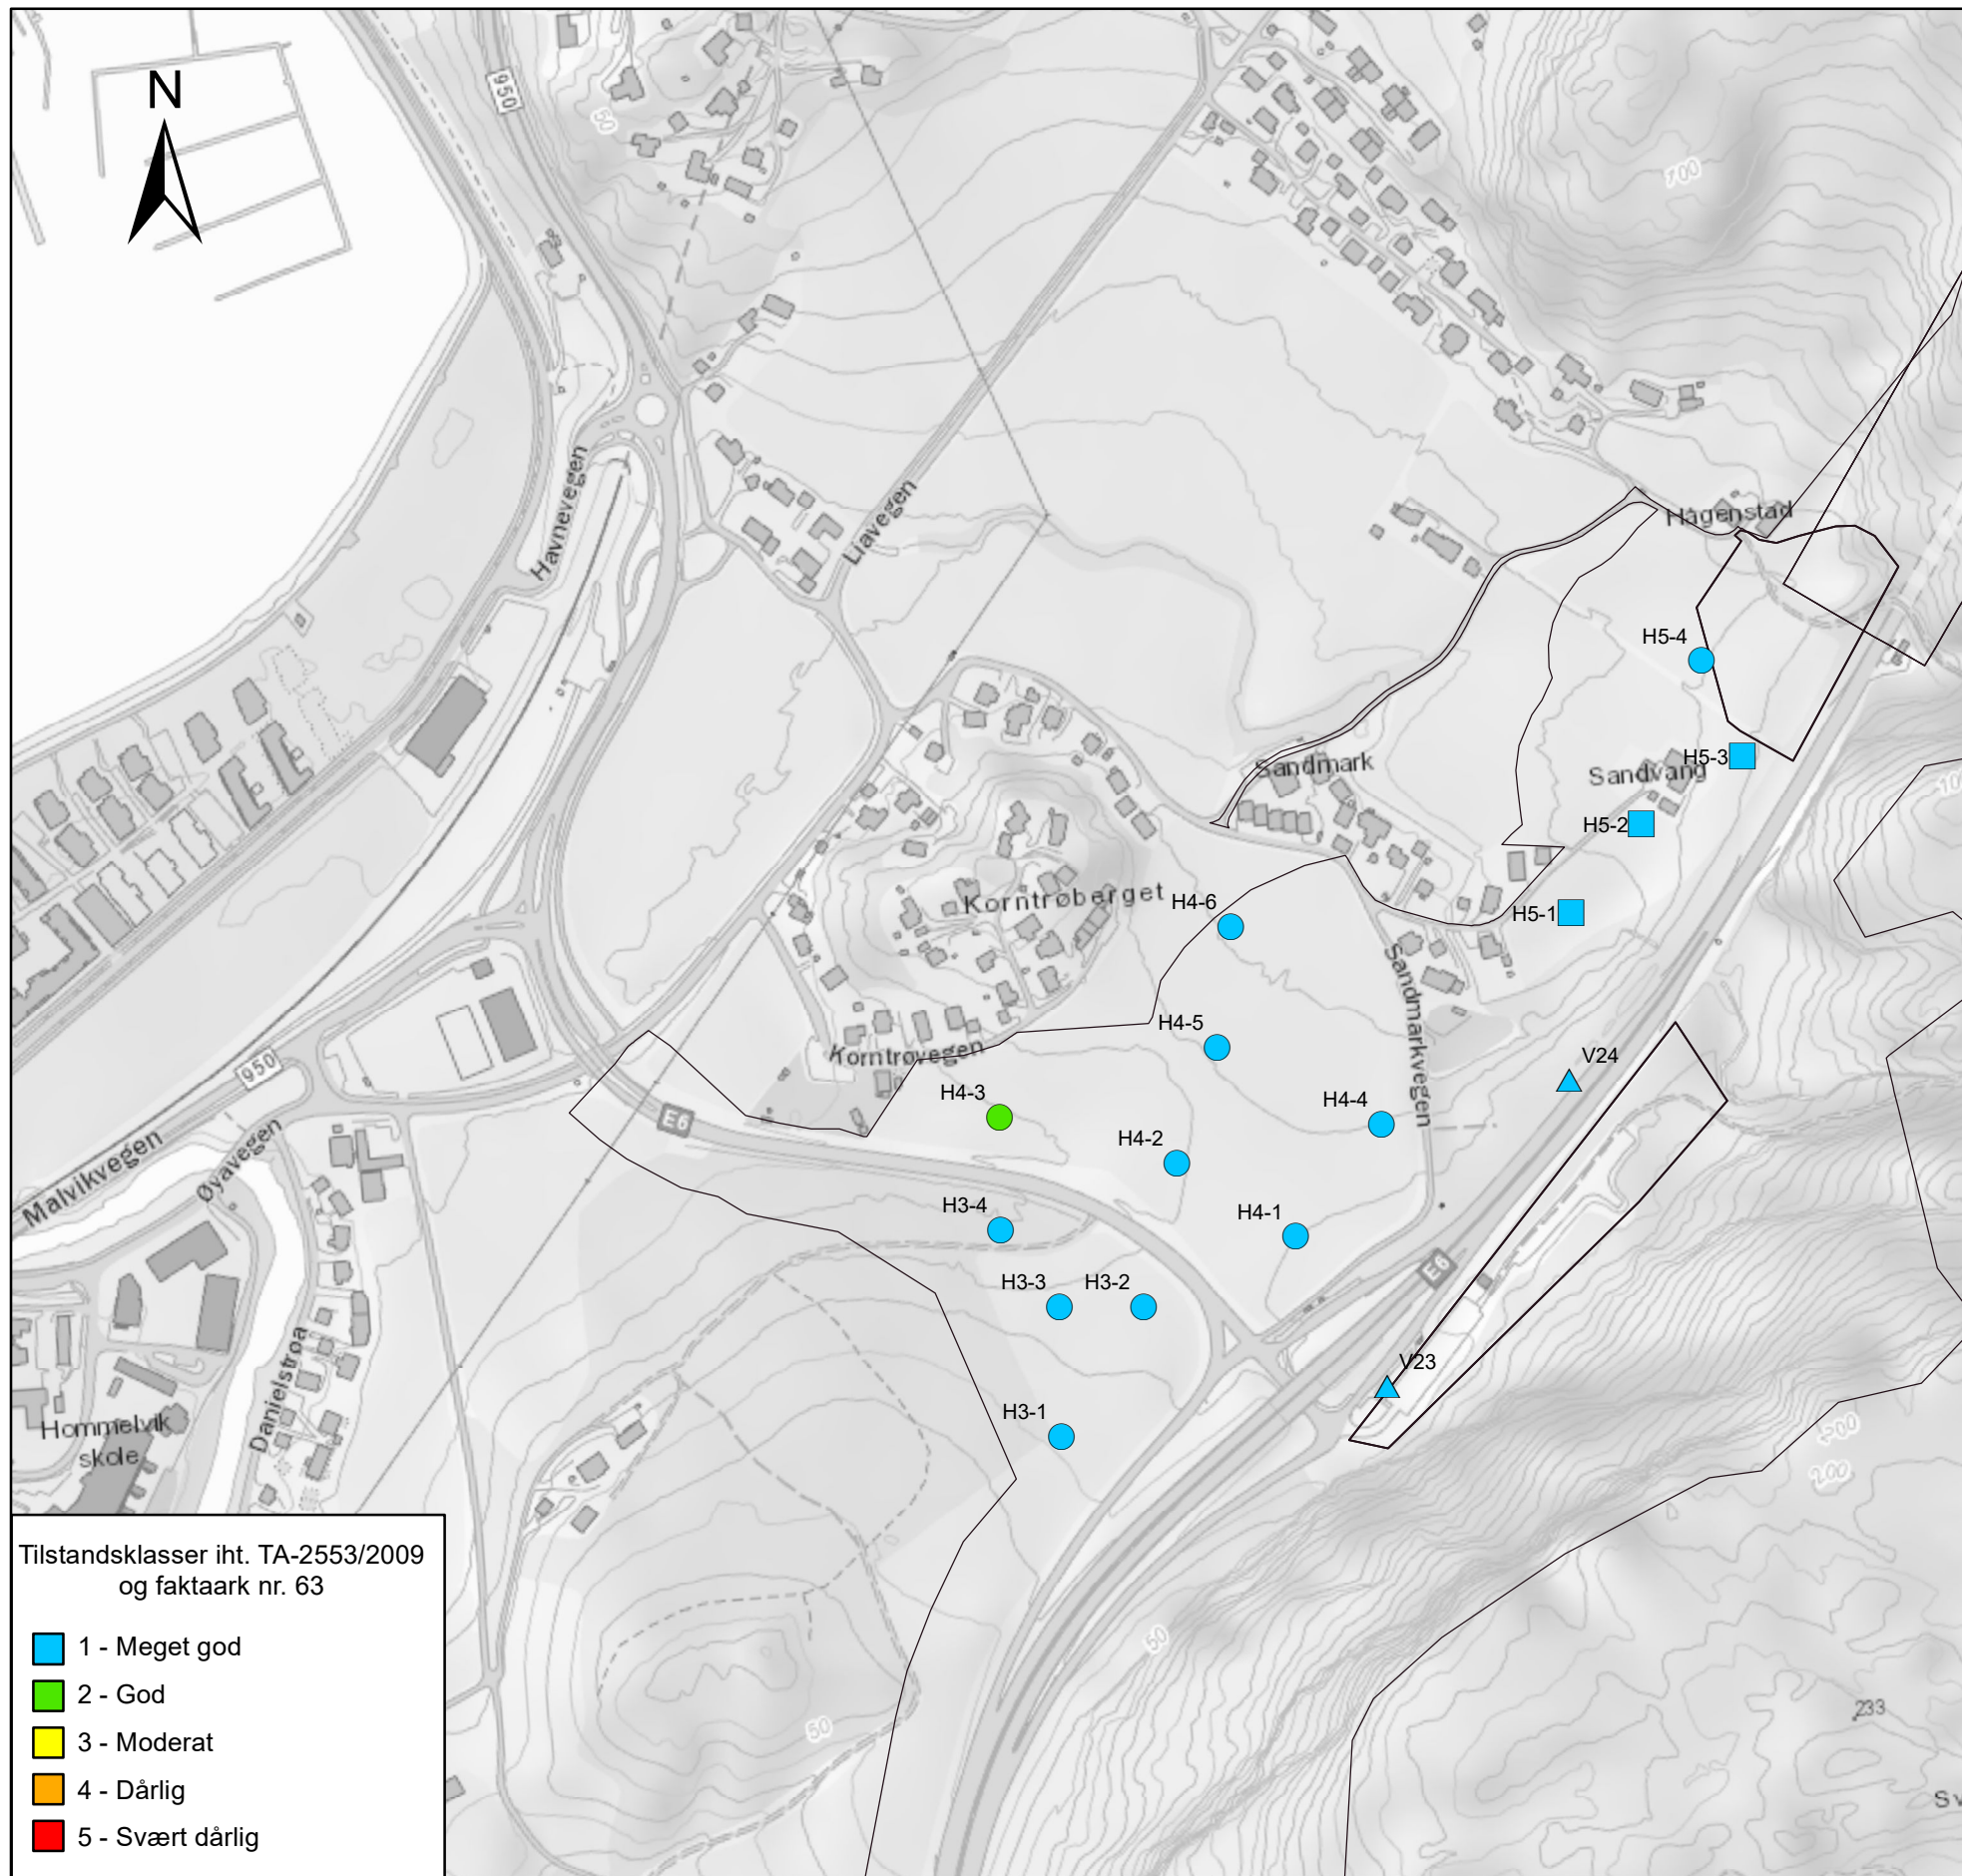 N
950
50
100
Havnevegen
Liavegen
Hågenstad
H5-4
H5-3
Sandmark
Sandvang
H5-2
100
Korntrøberget
H4-6
H5-1
Sandmarkvegen
H4-5
Korntrøvegen
V24
950
H4-3
E6
H4-4
H4-2
Malvikvegen
Øyavegen
H3-4
H4-1
E6
H3-3
H3-2
Danielstrøa
V23
H3-1
Hommelvik
skole
200
200
Tilstandsklasser iht. TA-2553/2009
og faktaark nr. 63
1 - Meget god
2 - God
3 - Moderat
4 - Dårlig
5 - Svært dårlig
50
50
233
Sv